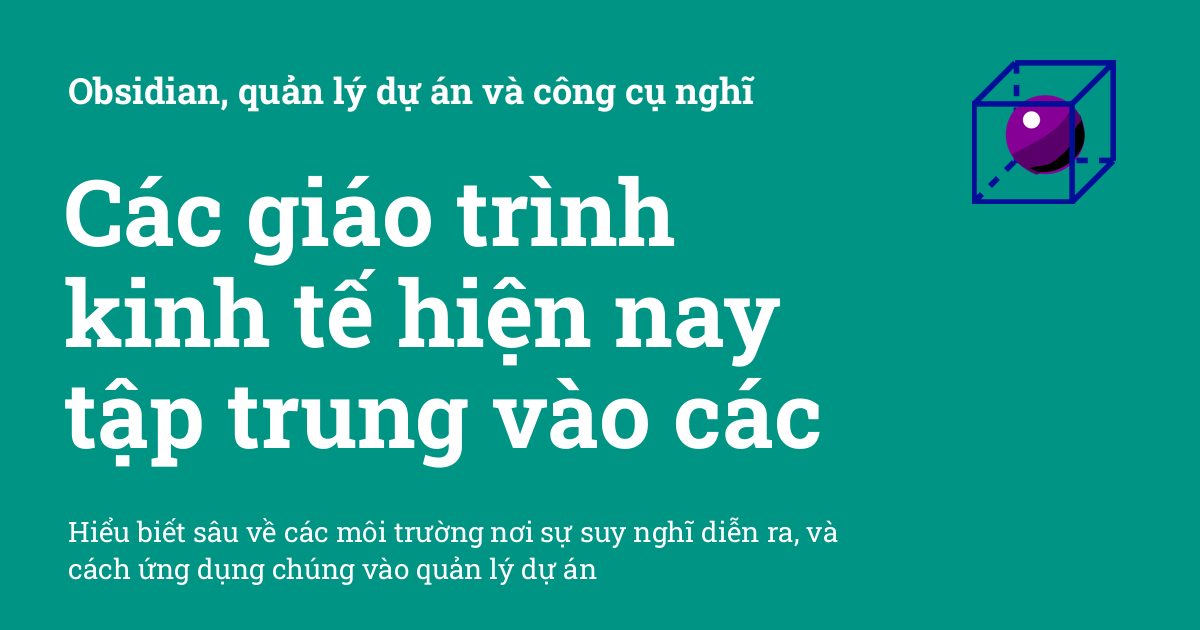 Obsidian, quản lý dự án và công cụ nghĩ
Các giáo trình
kinh tế hiện nay
tập trung vào các
Hiểu biết sâu về các môi trường nơi sự suy nghĩ diễn ra, và
cách ứng dụng chúng vào quản lý dự án